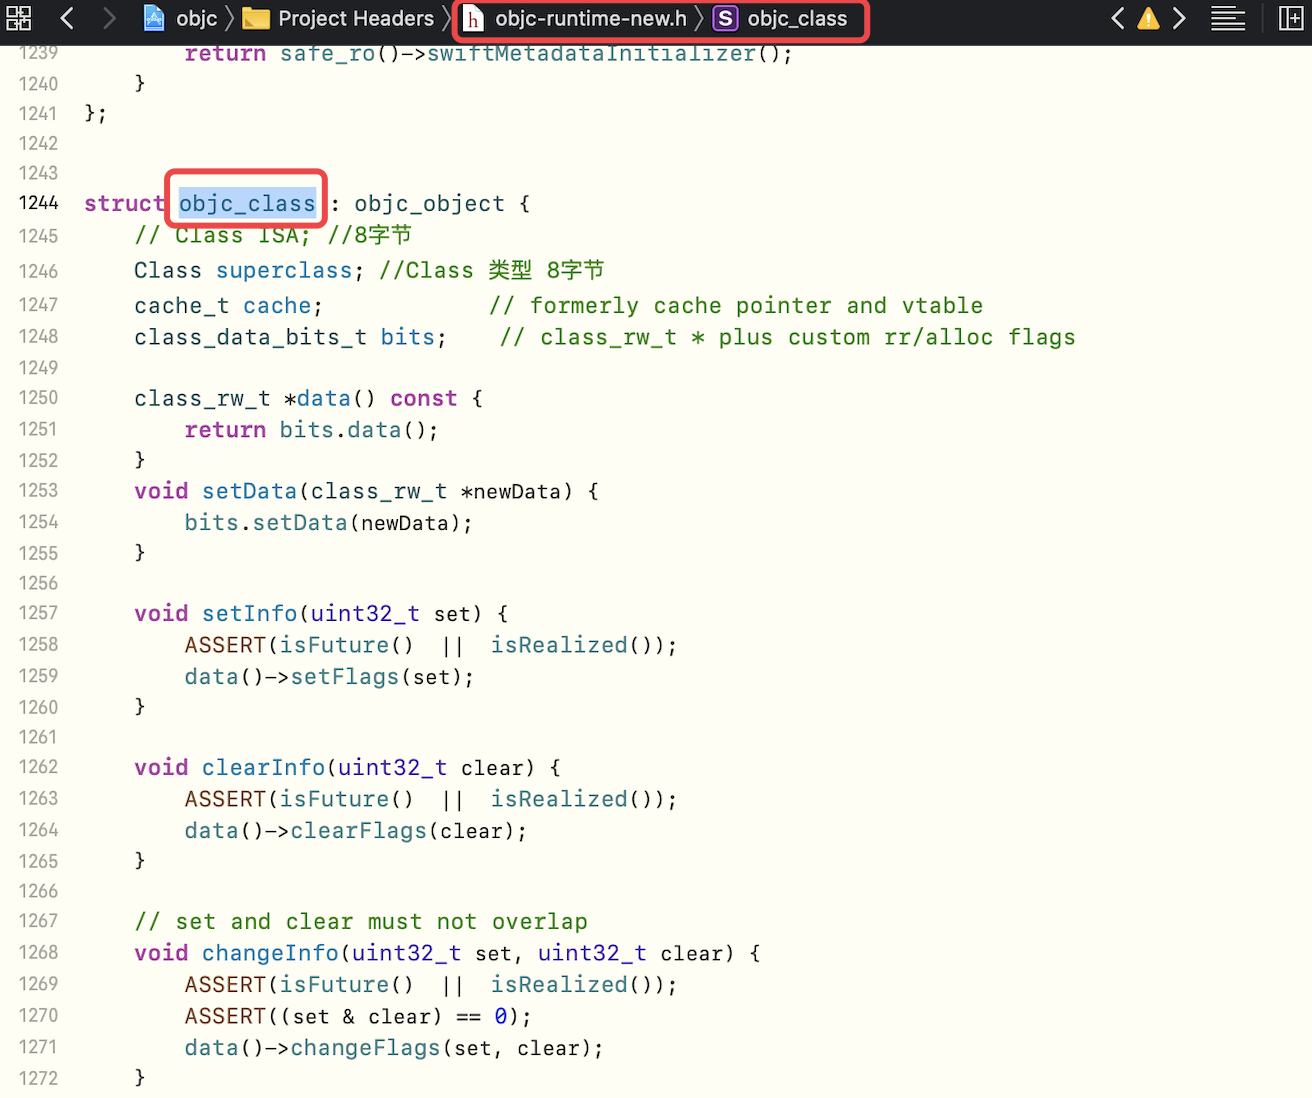 objc 〉 Project Headers 〉 objc-runtime-new.h 〉 S objc_class
1239         return safe_ro()->swiftMetadataInitializer();
1240     }
1241 };
1242
1243
1244 struct objc_class : objc_object {
1245     // Class ISA; //8字节
1246     Class superclass; //Class 类型 8字节
1247     cache_t cache;             // formerly cache pointer and vtable
1248     class_data_bits_t bits;    // class_rw_t * plus custom rr/alloc flags
1249
1250     class_rw_t *data() const {
1251         return bits.data();
1252     }
1253     void setData(class_rw_t *newData) {
1254         bits.setData(newData);
1255     }
1256
1257     void setInfo(uint32_t set) {
1258         ASSERT(isFuture()  ||  isRealized());
1259         data()->setFlags(set);
1260     }
1261
1262     void clearInfo(uint32_t clear) {
1263         ASSERT(isFuture()  ||  isRealized());
1264         data()->clearFlags(clear);
1265     }
1266
1267     // set and clear must not overlap
1268     void changeInfo(uint32_t set, uint32_t clear) {
1269         ASSERT(isFuture()  ||  isRealized());
1270         ASSERT((set & clear) == 0);
1271         data()->changeFlags(set, clear);
1272     }